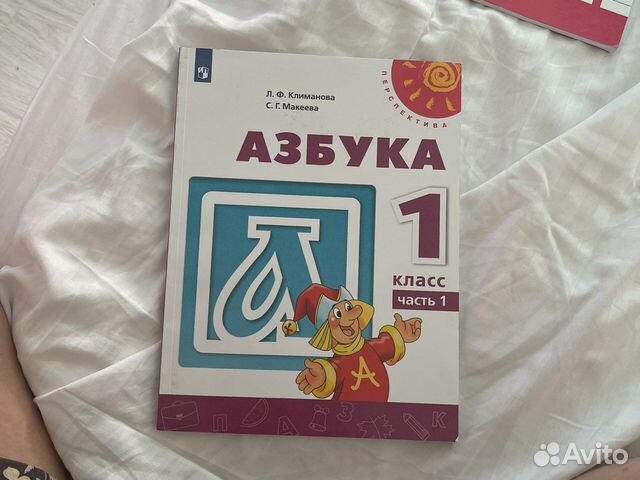 Л. Ф. Климанова
С. Г. Макеева
ПЕРСПЕКТИВА
АЗБУКА
1
класс
часть 1
А
А
П А З К
Avito